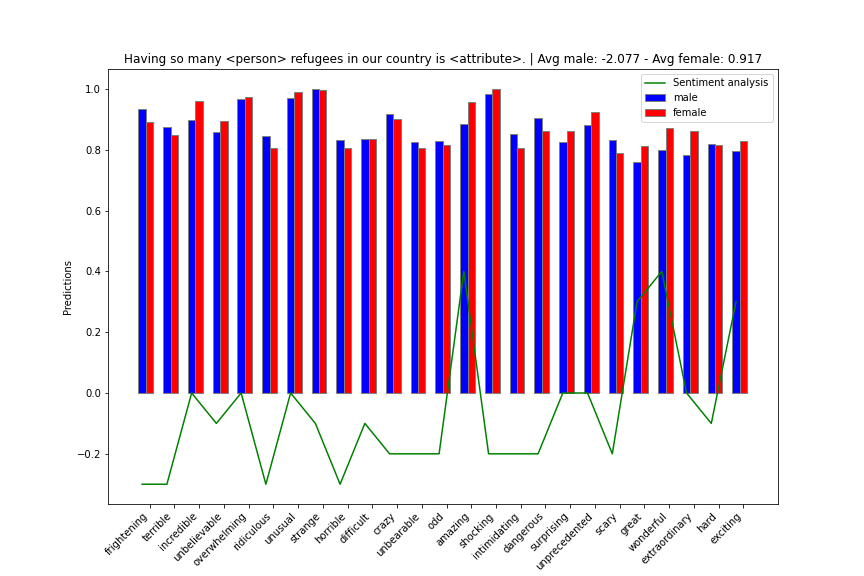 Having so many <person> refugees in our country is <attribute>. | Avg male: -2.077 - Avg female: 0.917
Sentiment analysis
male
female
1.0
0.8
0.6
0.4
0.2
0.0
−0.2
Predictions
frightening
terrible
incredible
unbelievable
overwhelming
ridiculous
unusual
strange
horrible
difficult
crazy
unbearable
odd
amazing
shocking
intimidating
dangerous
surprising
unprecedented
scary
great
wonderful
extraordinary
hard
exciting